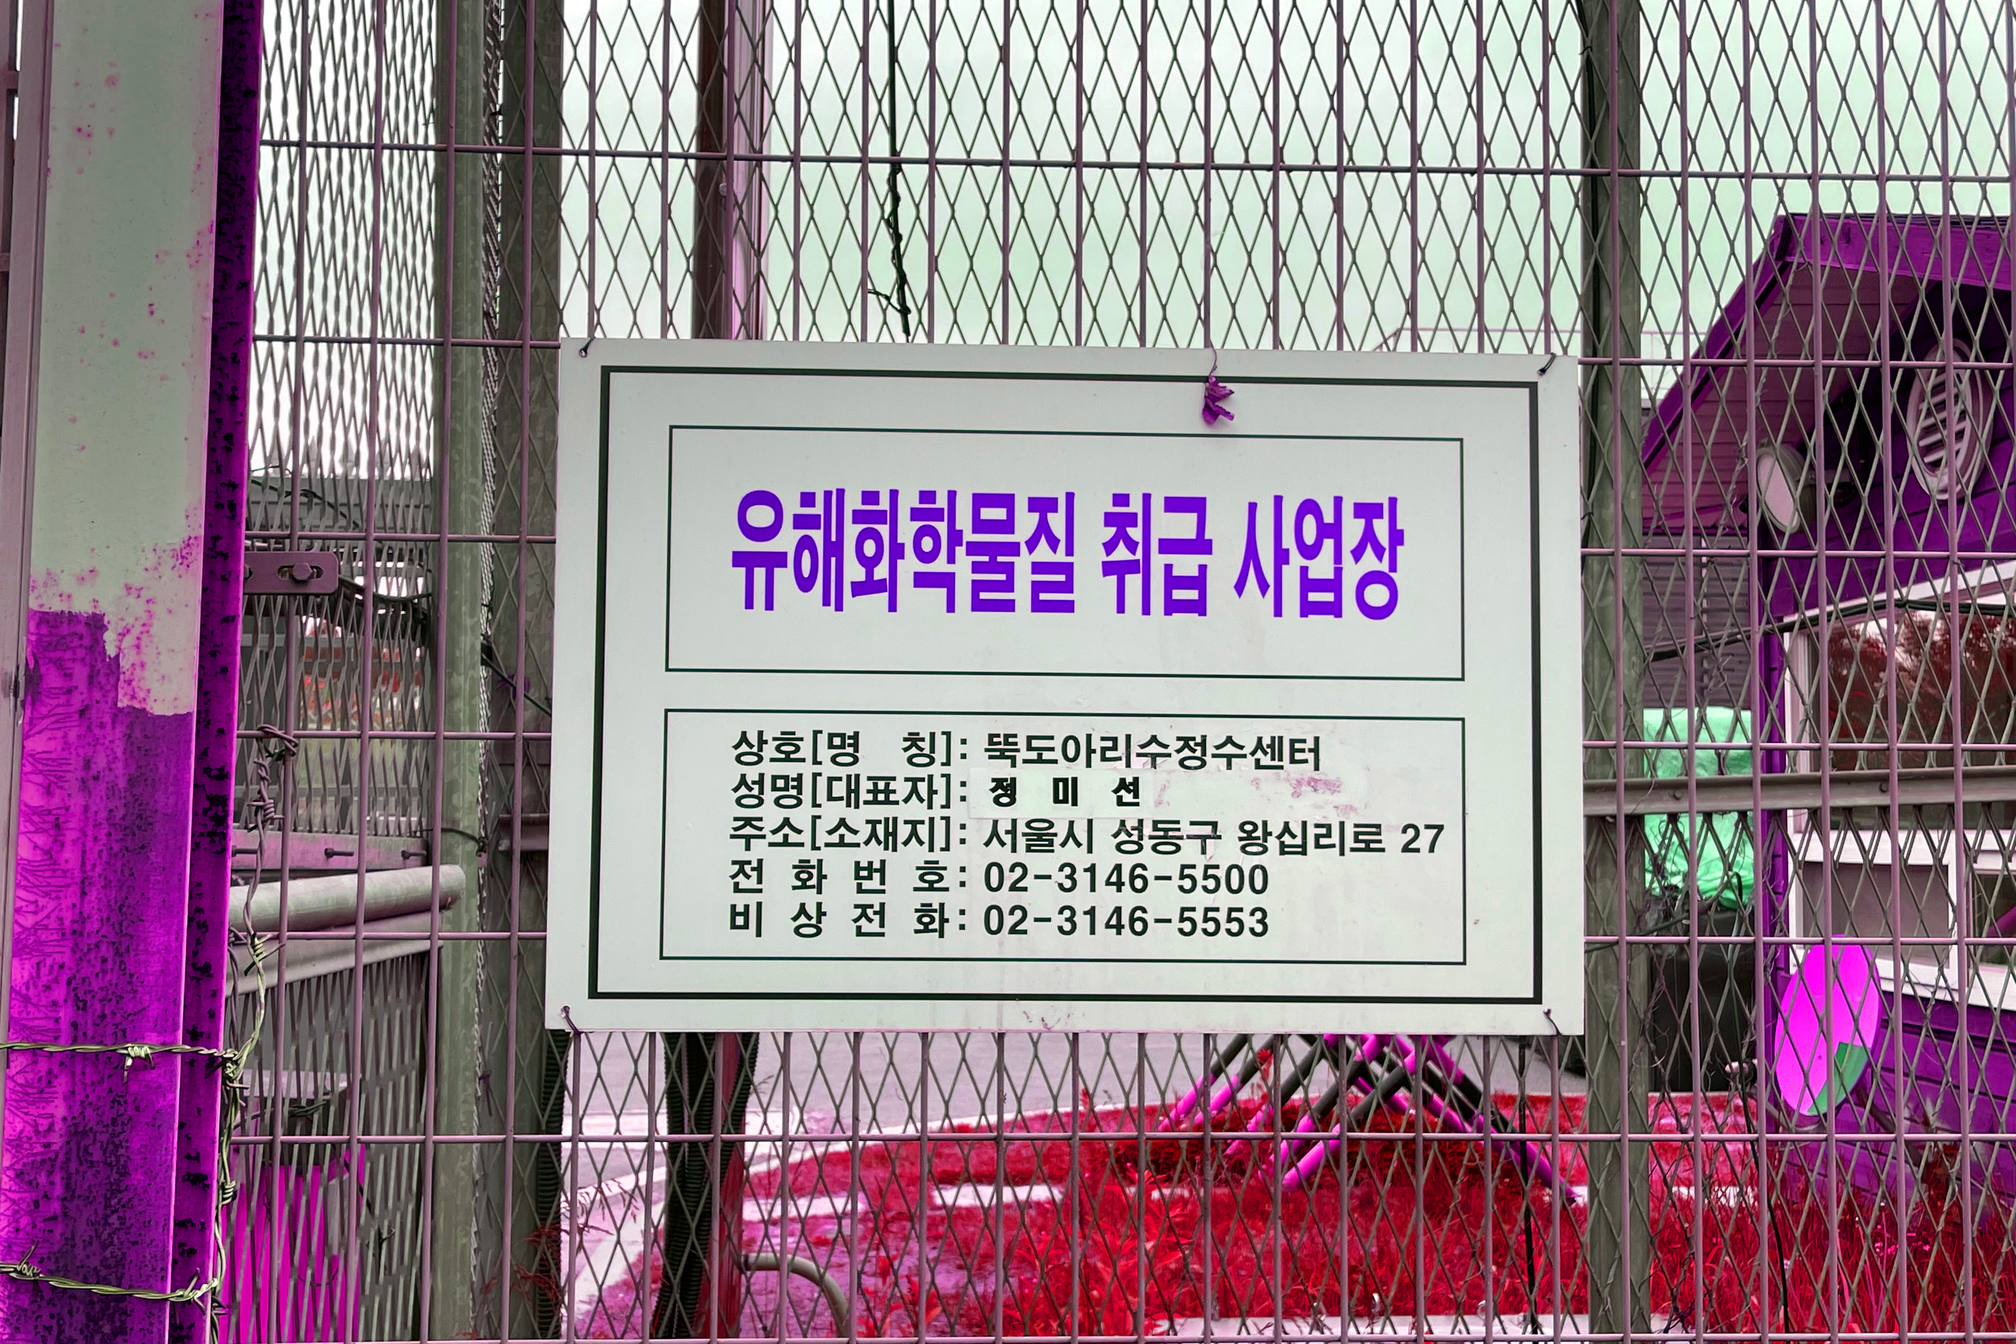 유해화학물질 취급 사업장
상호[명 칭]: 뚝도아리수정수센터
성명[대표자]: 정 미 선
주소[소재지]: 서울시 성동구 왕십리로 27
전 화 번 호: 02-3146-5500
비 상 전 화: 02-3146-5553